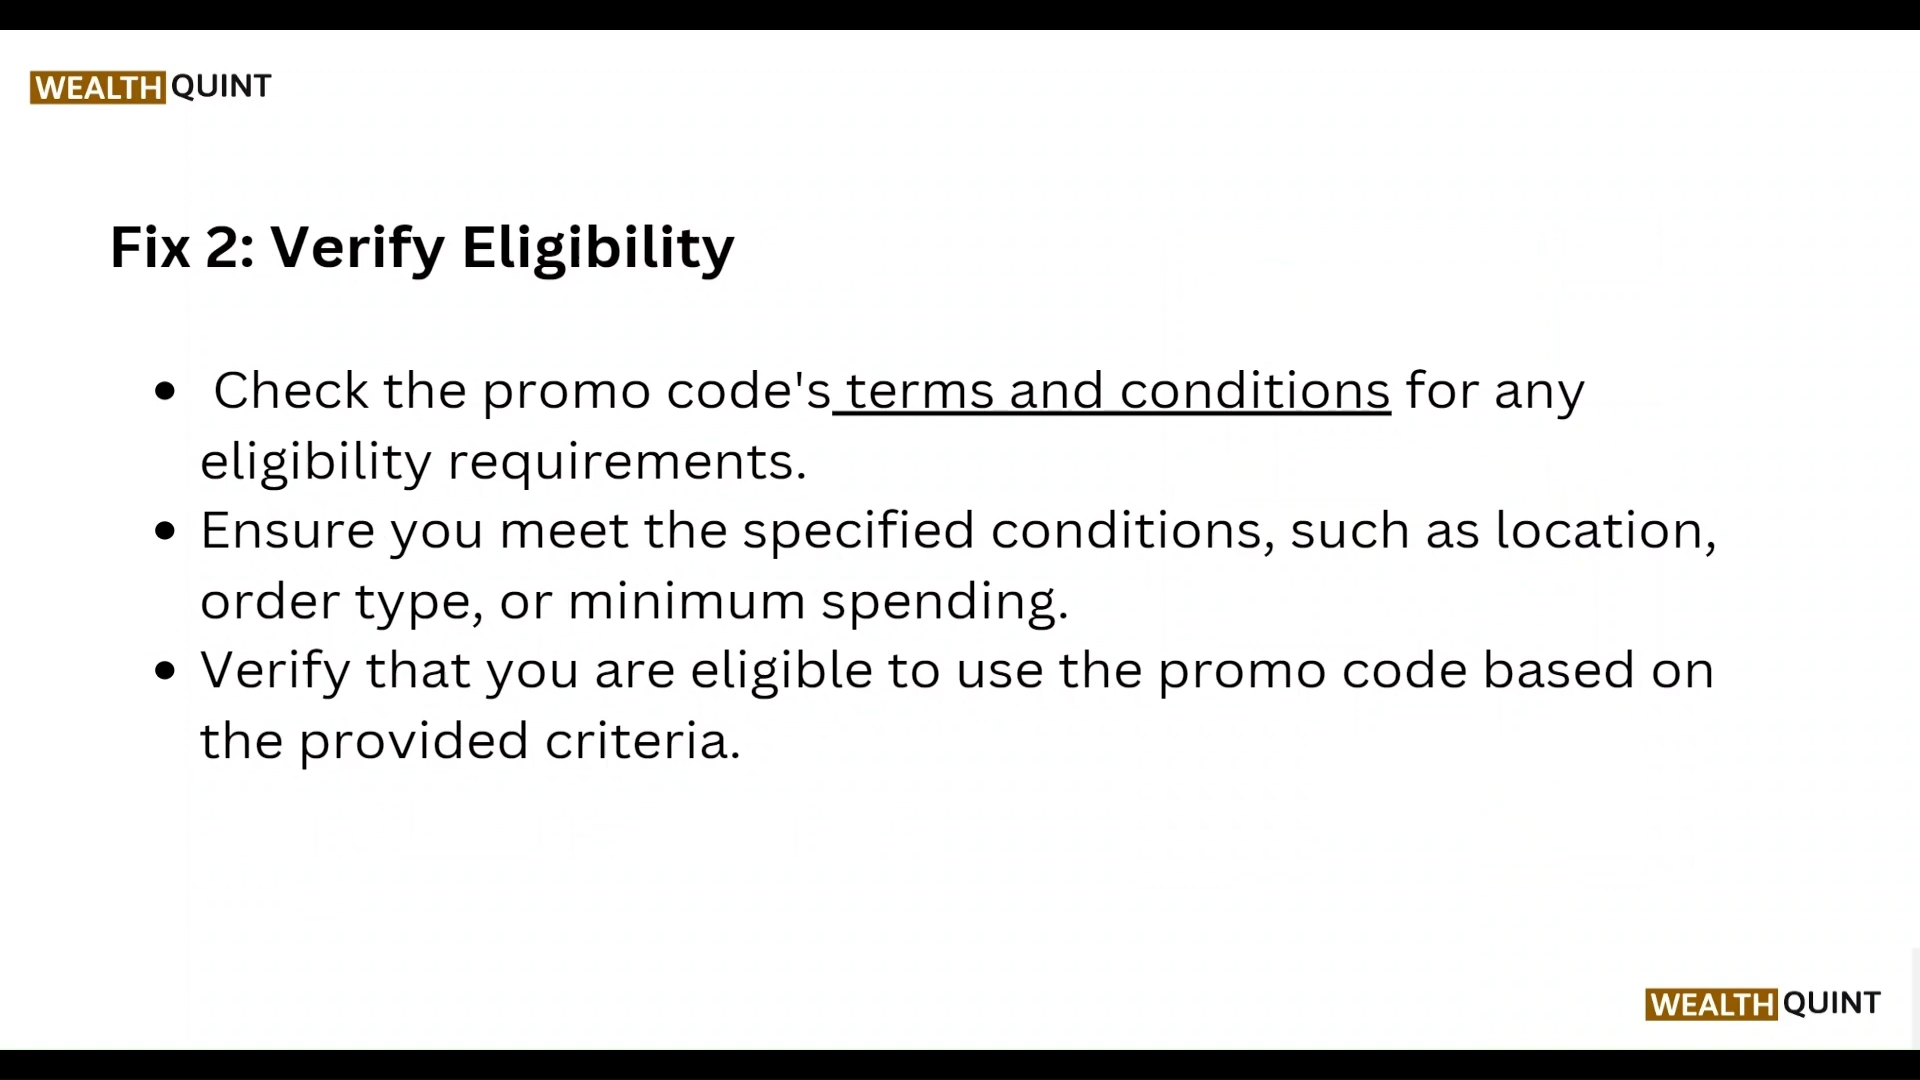 WEALTH QUINT
Fix 2: Verify Eligibility
• Check the promo code's terms and conditions for any
eligibility requirements.
• Ensure you meet the specified conditions, such as location,
order type, or minimum spending.
• Verify that you are eligible to use the promo code based on
the provided criteria.
WEALTH QUINT